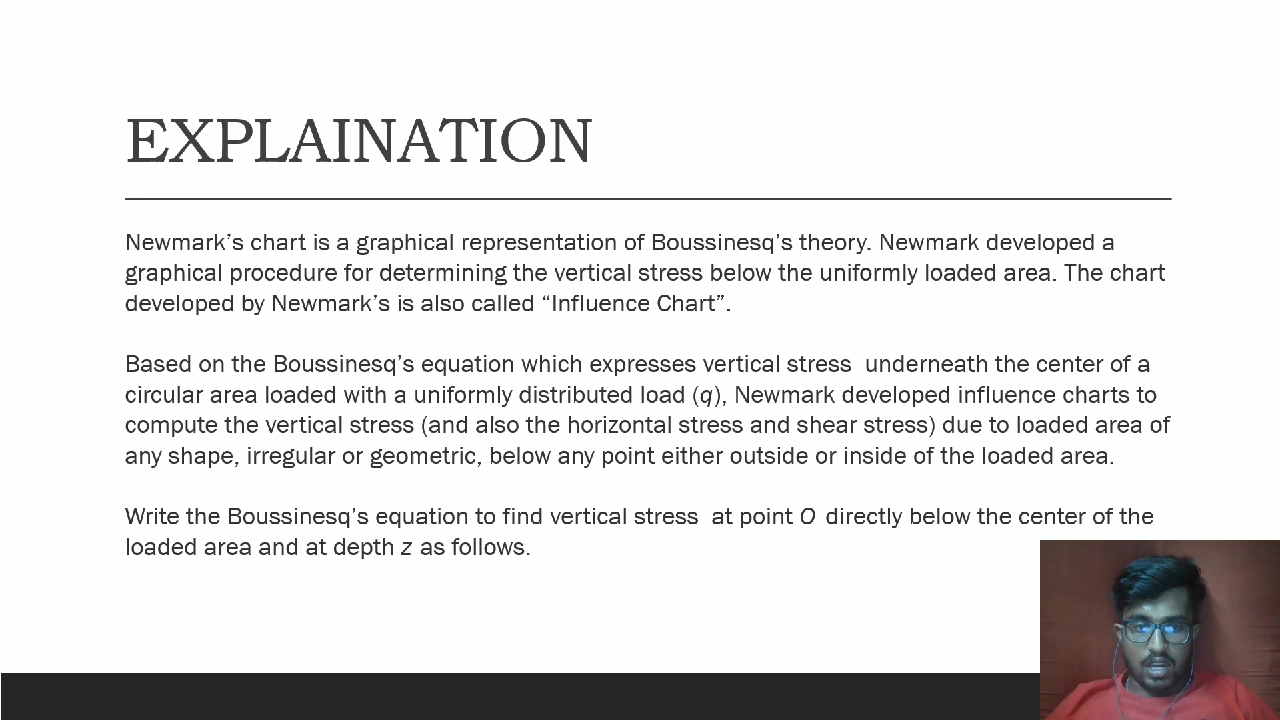 EXPLAINATION
Newmark’s chart is a graphical representation of Boussinesq’s theory. Newmark developed a
graphical procedure for determining the vertical stress below the uniformly loaded area. The chart
developed by Newmark’s is also called “Influence Chart”.
Based on the Boussinesq’s equation which expresses vertical stress  underneath the center of a
circular area loaded with a uniformly distributed load (q), Newmark developed influence charts to
compute the vertical stress (and also the horizontal stress and shear stress) due to loaded area of
any shape, irregular or geometric, below any point either outside or inside of the loaded area.
Write the Boussinesq’s equation to find vertical stress  at point O  directly below the center of the
loaded area and at depth z as follows.